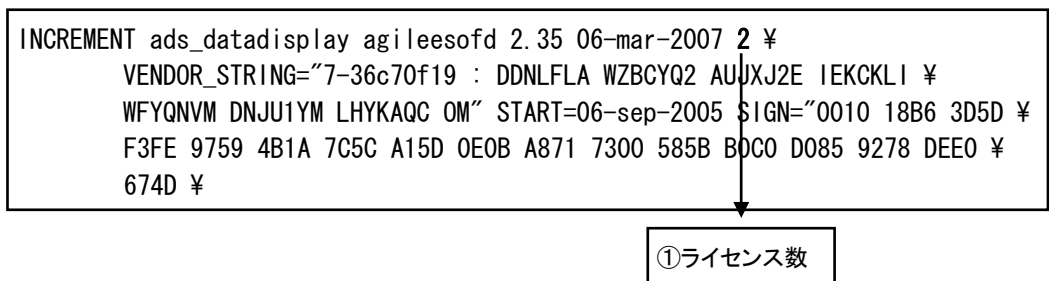 INCREMENT ads_datadisplay agileesofd 2.35 06-mar-2007 2 ¥
VENDOR_STRING="7-36c70f19 : DDNLFLA WZBCYQ2 AUJXJ2E IEKCKLI ¥
WFYQNVM DNJU1YM LHYKAQC OM" START=06-sep-2005 SIGN="0010 18B6 3D5D ¥
F3FE 9759 4B1A 7C5C A15D 0E0B A871 7300 585B B0C0 D085 9278 DEE0 ¥
674D ¥
①ライセンス数